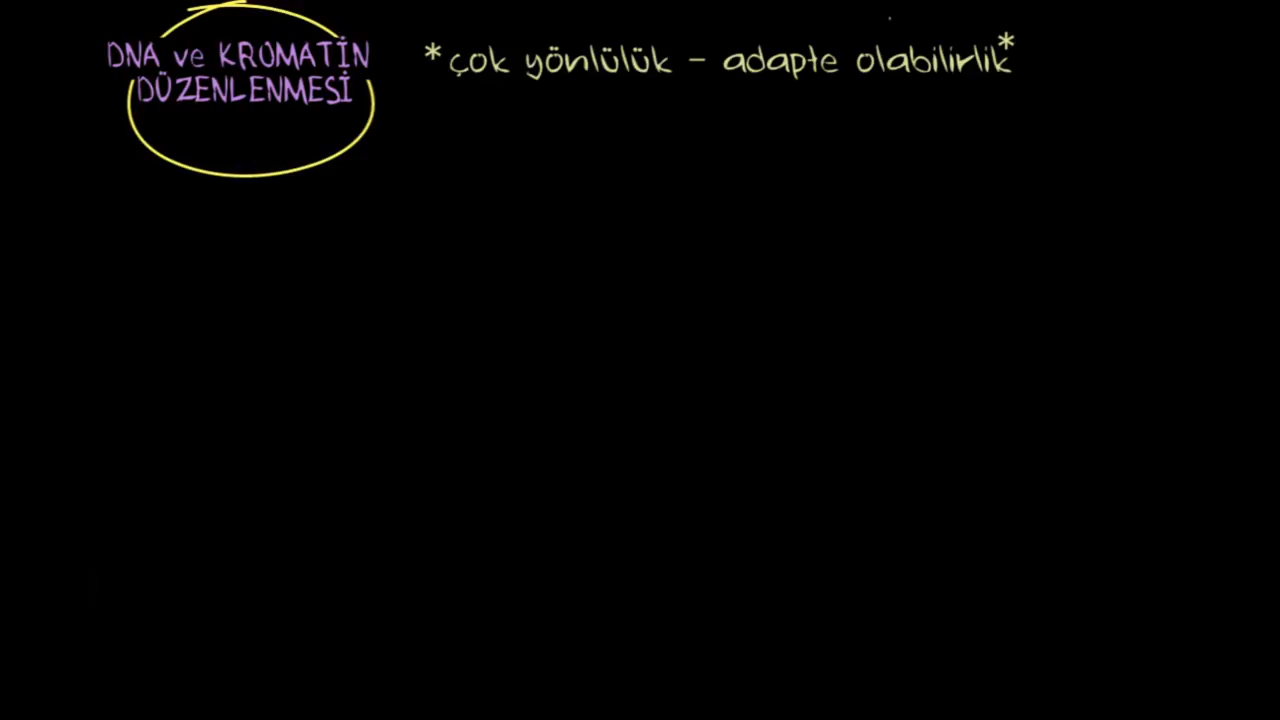 DNA ve KROMATİN
DÜZENLENMESİ
*çok yönlülük - adapte olabilirlik*